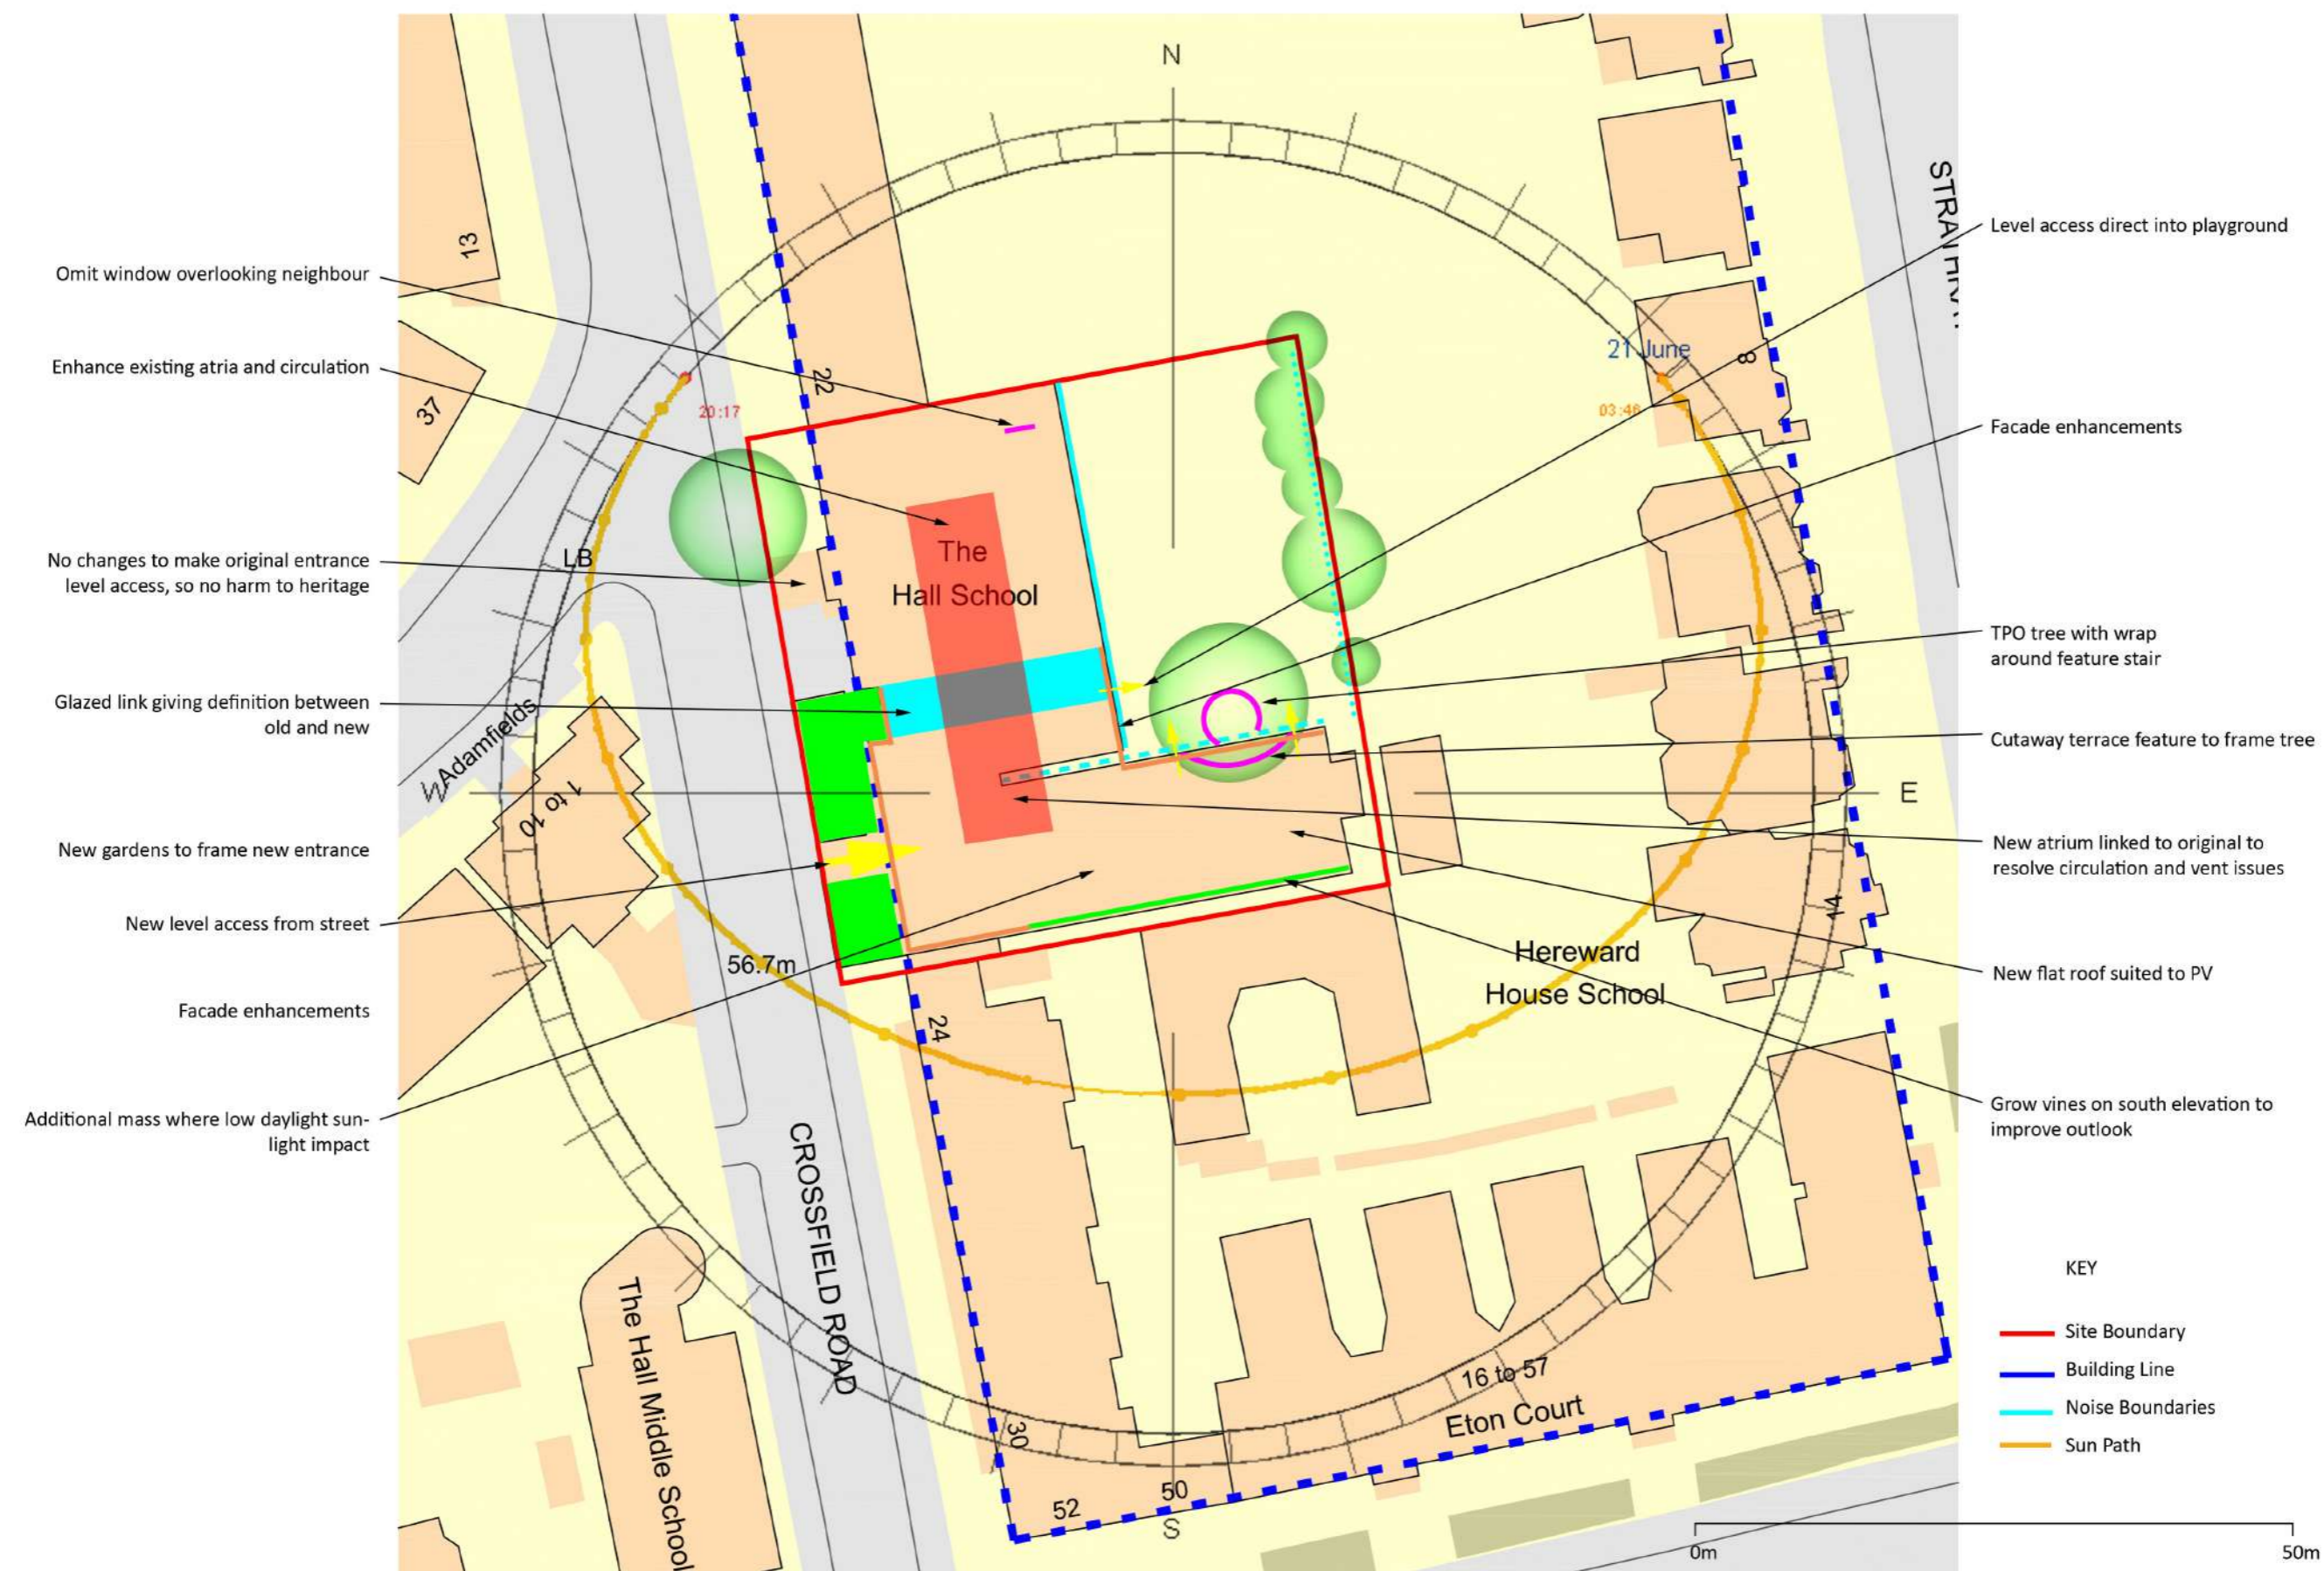 N
13
37
22
LB
20:17
21 June
03:46
8
The
Hall School
W
E
Adamfields
1 to 10
56.7m
24
Hereward
House School
14
CROSSFIELD ROAD
The Hall Middle School
30
52
50
S
16 to 57
Eton Court
Omit window overlooking neighbour
Enhance existing atria and circulation
No changes to make original entrance
level access, so no harm to heritage
Glazed link giving definition between
old and new
New gardens to frame new entrance
New level access from street
Facade enhancements
Additional mass where low daylight sun-
light impact
Level access direct into playground
Facade enhancements
TPO tree with wrap
around feature stair
Cutaway terrace feature to frame tree
New atrium linked to original to
resolve circulation and vent issues
New flat roof suited to PV
Grow vines on south elevation to
improve outlook
KEY
Site Boundary
Building Line
Noise Boundaries
Sun Path
0m
50m